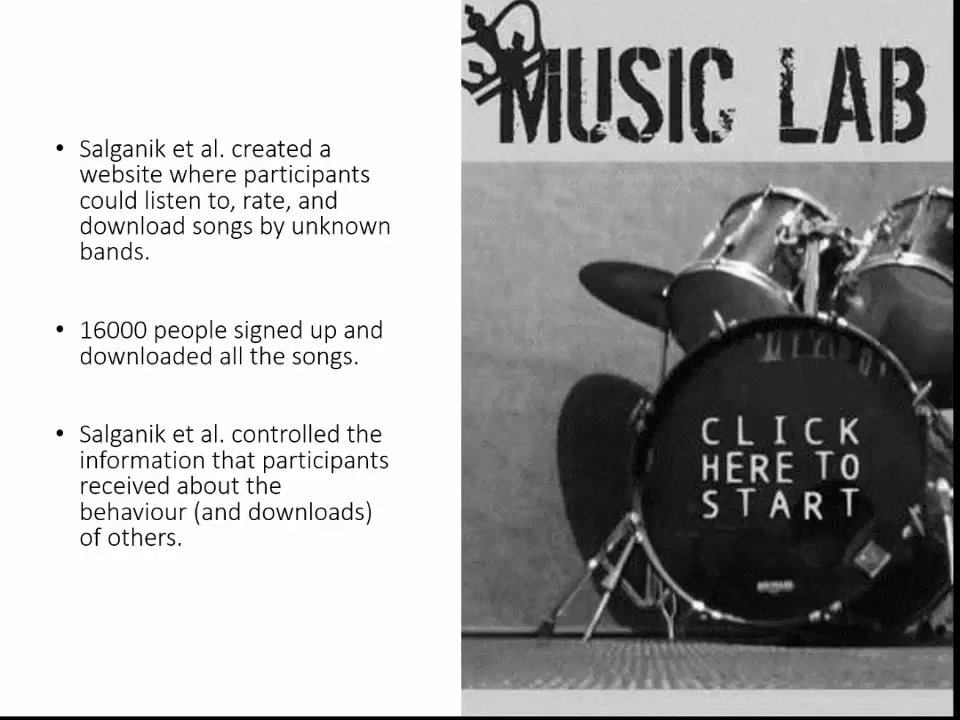 MUSIC LAB
• Salganik et al. created a
website where participants
could listen to, rate, and
download songs by unknown
bands.
• 16000 people signed up and
downloaded all the songs.
• Salganik et al. controlled the
information that participants
received about the
behaviour (and downloads)
of others.
CLICK
HERE TO
START